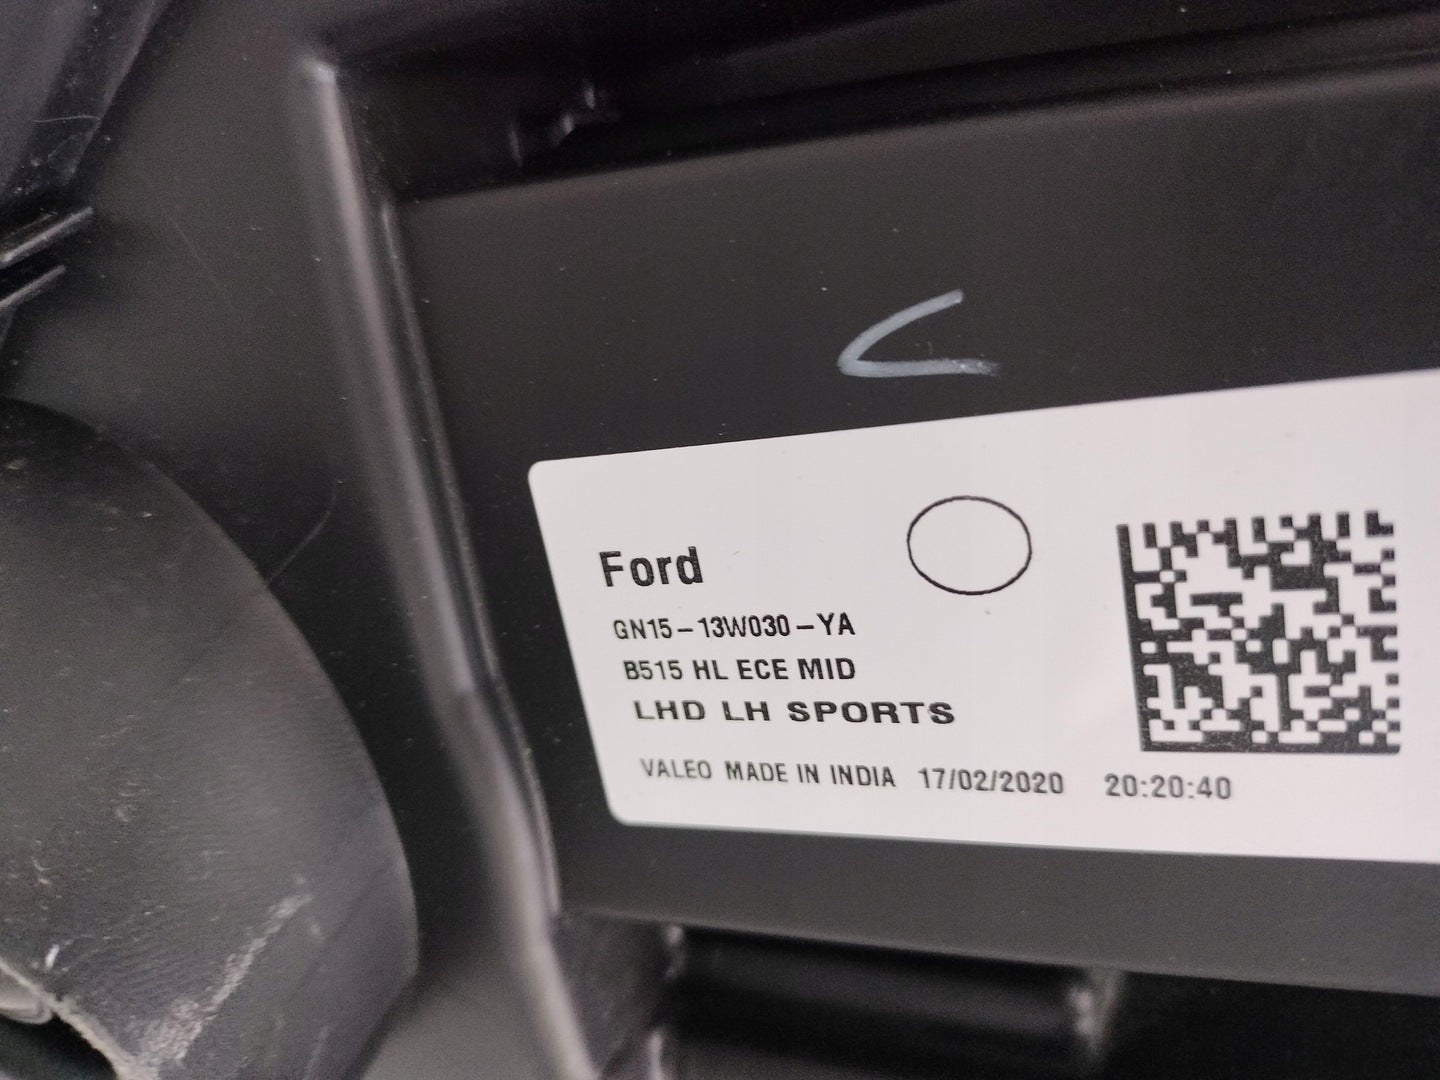 Ford
GN15-13W030-YA
B515 HL ECE MID
LHD LH SPORTS
VALEO MADE IN INDIA 17/02/2020 20:20:40